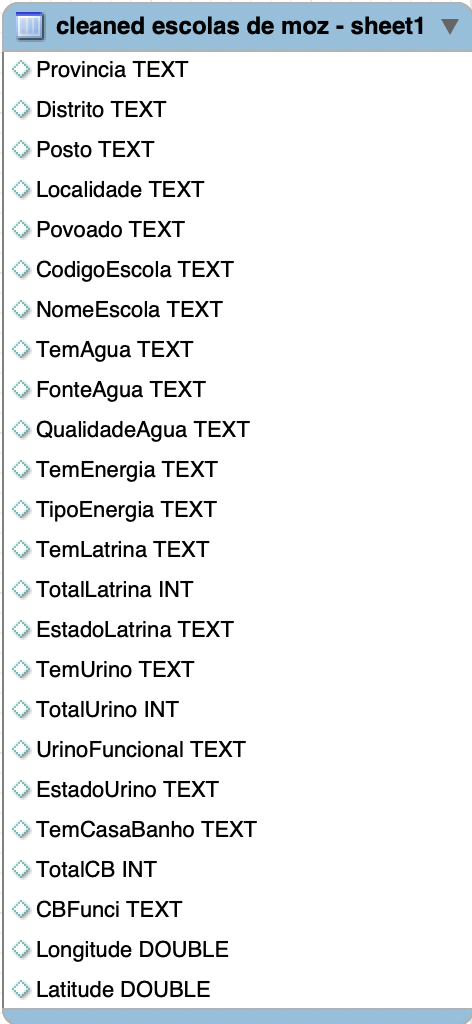 cleaned escolas de moz - sheet1
Provincia TEXT
Distrito TEXT
Posto TEXT
Localidade TEXT
Povoado TEXT
CodigoEscola TEXT
NomeEscola TEXT
TemAgua TEXT
FonteAgua TEXT
QualidadeAgua TEXT
TemEnergia TEXT
TipoEnergia TEXT
TemLatrina TEXT
TotalLatrina INT
EstadoLatrina TEXT
TemUrino TEXT
TotalUrino INT
UrinoFuncional TEXT
EstadoUrino TEXT
TemCasaBanho TEXT
TotalCB INT
CBFunci TEXT
Longitude DOUBLE
Latitude DOUBLE